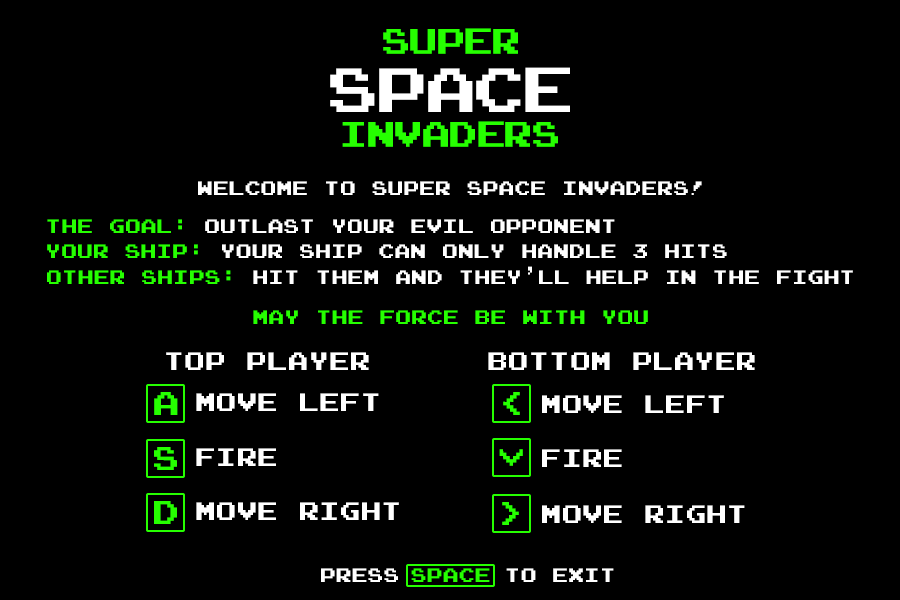 SUPER
SPACE
INVADERS
WELCOME TO SUPER SPACE INVADERS!
THE GOAL: OUTLAST YOUR EVIL OPPONENT
YOUR SHIP: YOUR SHIP CAN ONLY HANDLE 3 HITS
OTHER SHIPS: HIT THEM AND THEY'LL HELP IN THE FIGHT
MAY THE FORCE BE WITH YOU
TOP PLAYER
A MOVE LEFT
S FIRE
D MOVE RIGHT
BOTTOM PLAYER
< MOVE LEFT
v FIRE
> MOVE RIGHT
PRESS SPACE TO EXIT